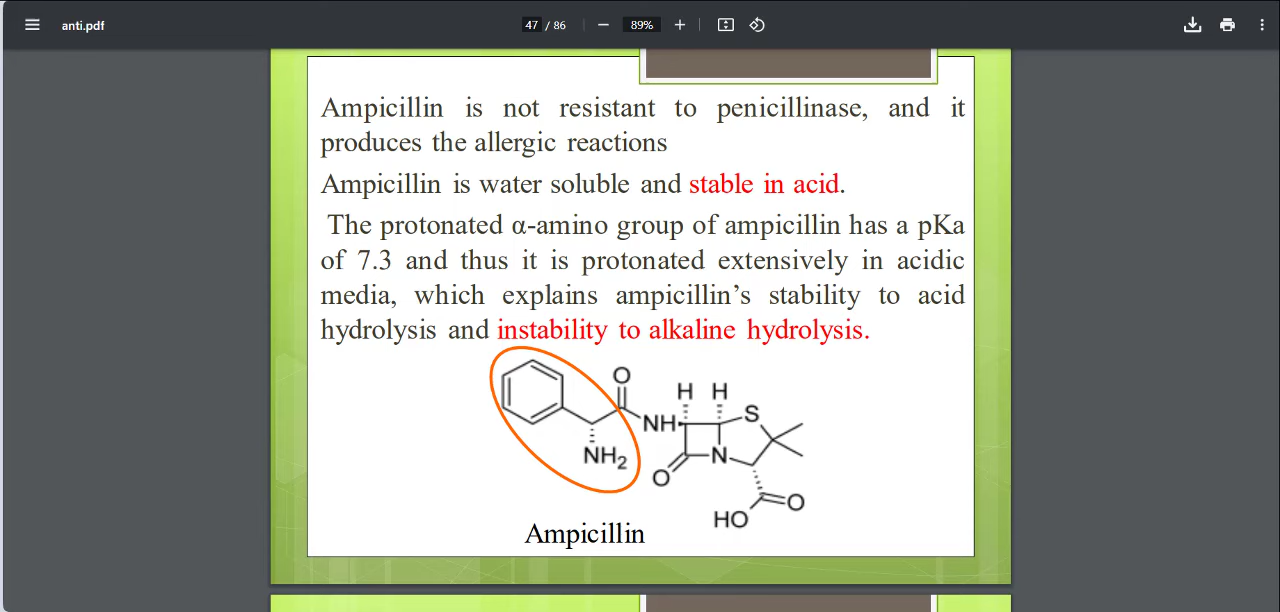 anti.pdf
47 / 86
89%
Ampicillin is not resistant to penicillinase, and it
produces the allergic reactions
Ampicillin is water soluble and stable in acid.
The protonated α-amino group of ampicillin has a pKa
of 7.3 and thus it is protonated extensively in acidic
media, which explains ampicillin’s stability to acid
hydrolysis and instability to alkaline hydrolysis.
O
H H
S
NH
NH2
N
O
O
HO
Ampicillin